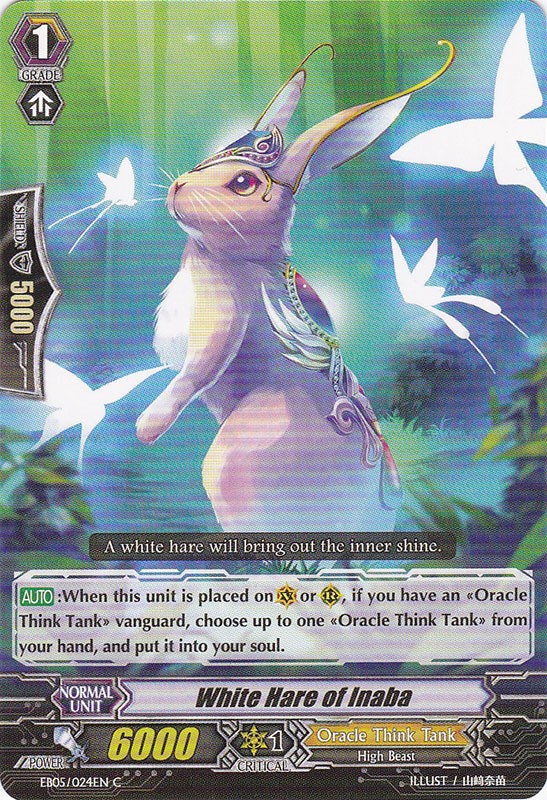 1
GRADE
SHIELD
5000
A white hare will bring out the inner shine.
AUTO:When this unit is placed on V or R, if you have an «Oracle
Think Tank» vanguard, choose up to one «Oracle Think Tank» from
your hand, and put it into your soul.
NORMAL
UNIT
White Hare of Inaba
POWER
6000
1
CRITICAL
Oracle Think Tank
High Beast
EB05/024EN C
ILLUST / 山﨑奈苗